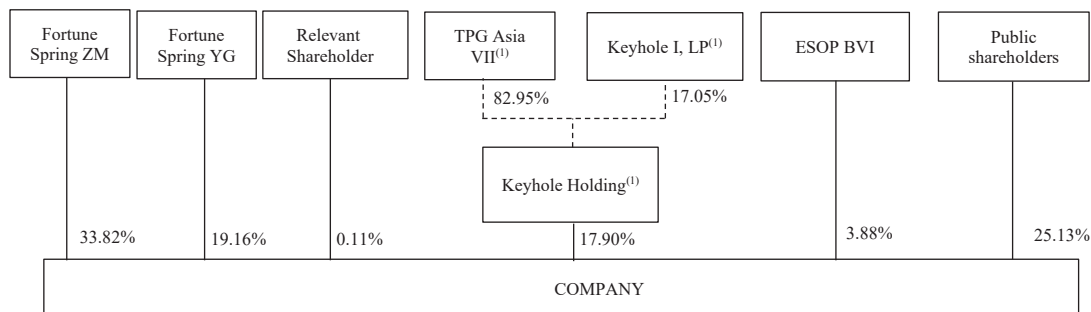 Fortune
Spring ZM
Fortune
Spring YG
Relevant
Shareholder
TPG Asia
VII(1)
Keyhole I, LP(1)
ESOP BVI
Public
shareholders
82.95%
17.05%
Keyhole Holding(1)
33.82%
19.16%
0.11%
17.90%
3.88%
25.13%
COMPANY